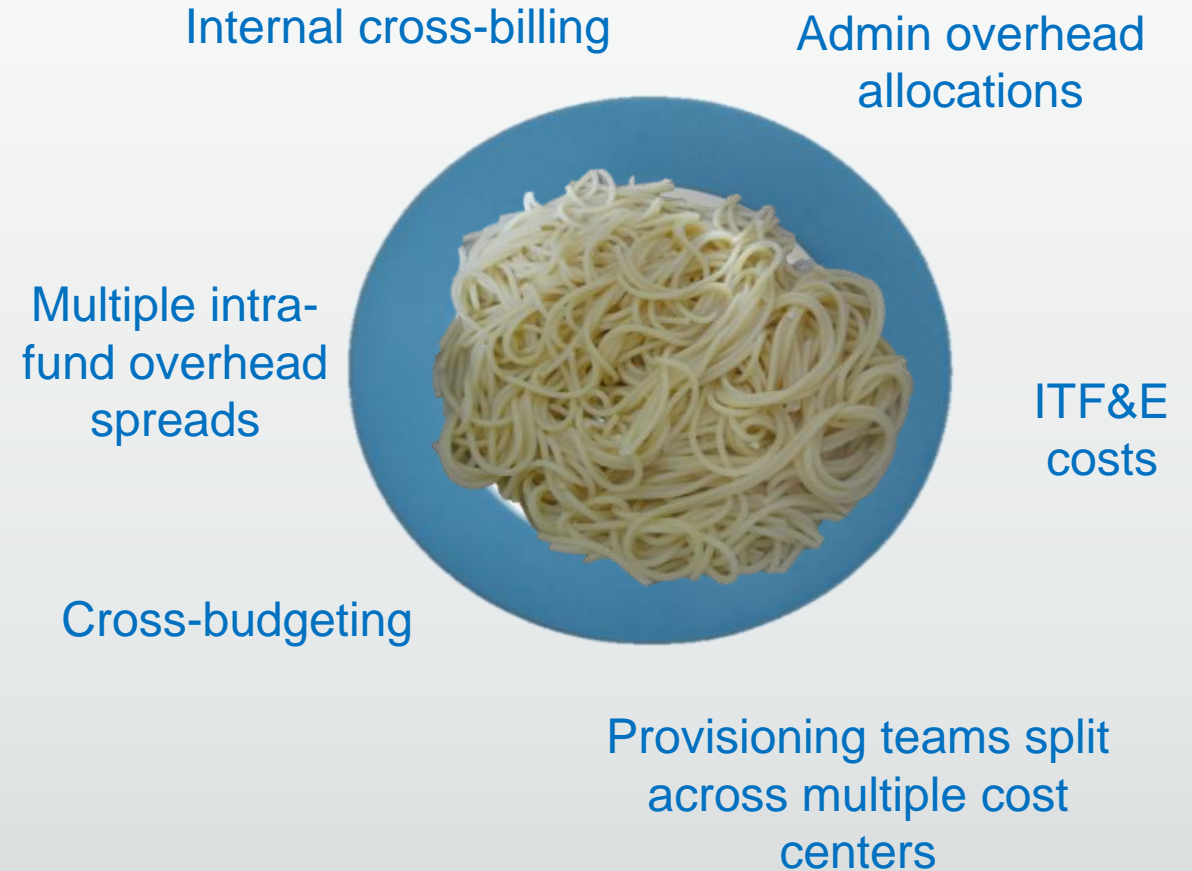 Internal cross-billing
Admin overhead
allocations
Multiple intra-
fund overhead
spreads
ITF&E
costs
Cross-budgeting
Provisioning teams split
across multiple cost
centers